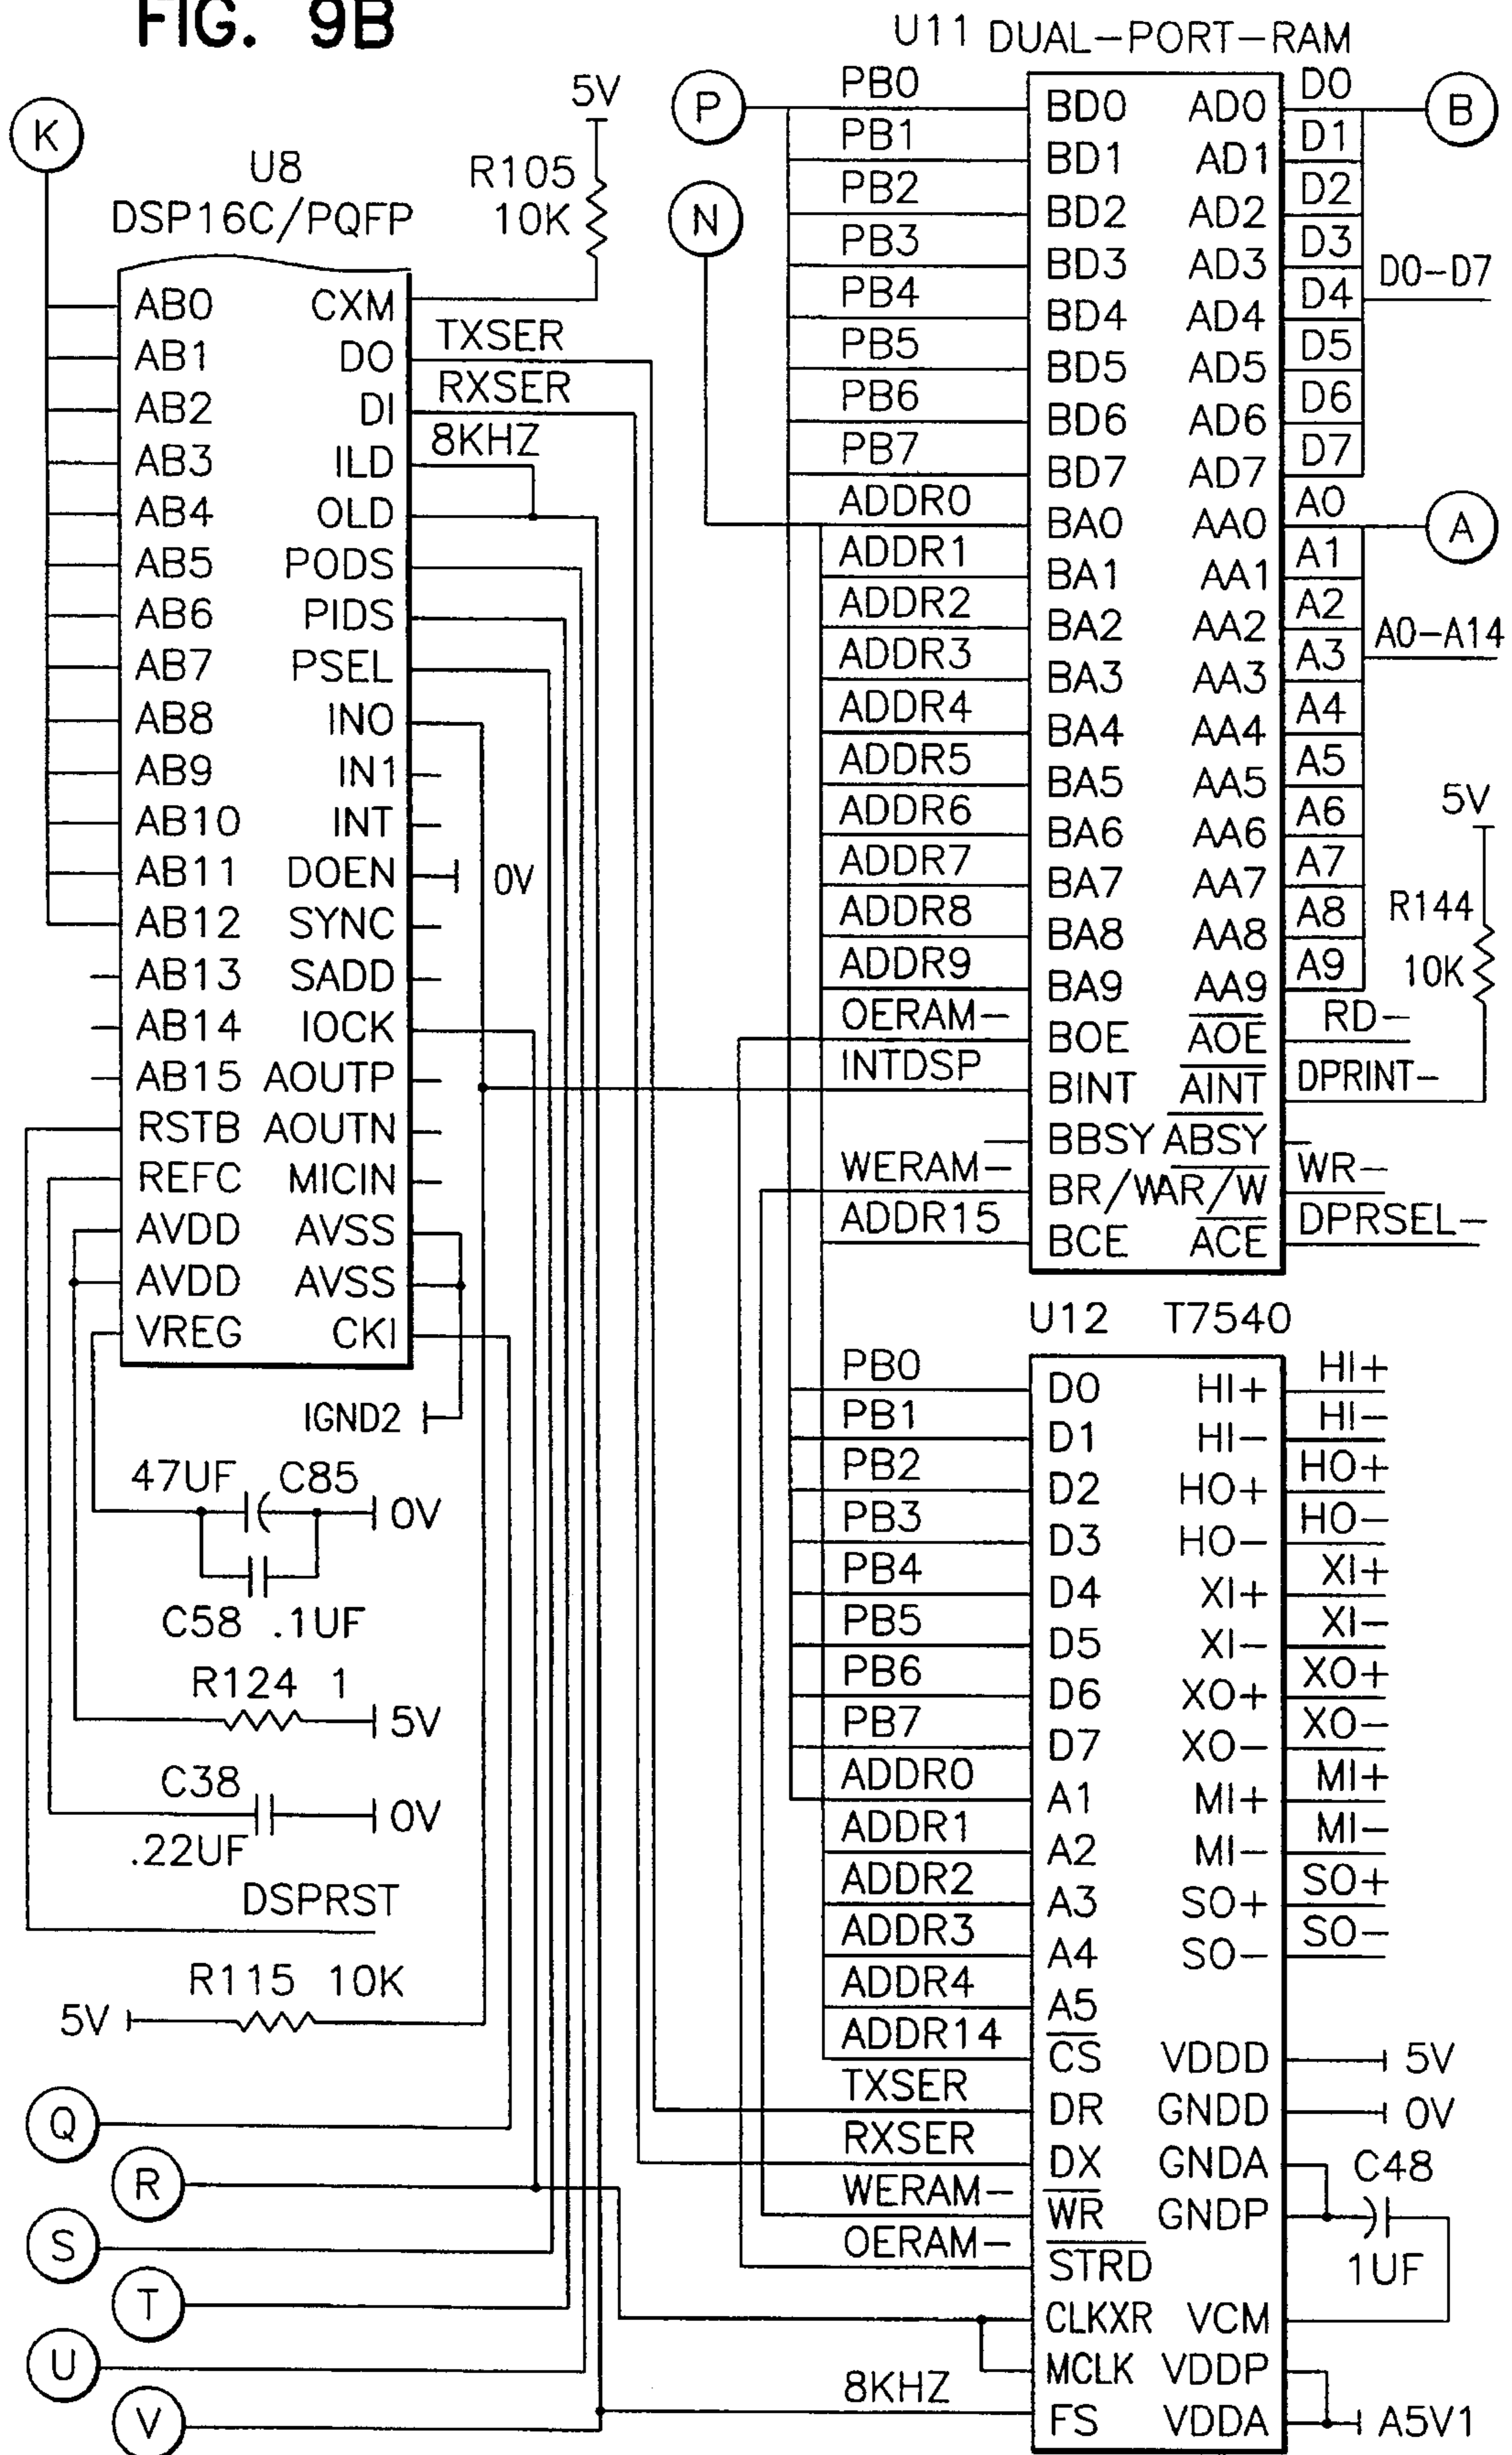 FIG. 9B
K
U8
DSP16C/PQFP
5V
R105
10K
AB0 CXM
AB1 DO
AB2 DI
AB3 ILD
AB4 OLD
AB5 PODS
AB6 PIDS
AB7 PSEL
AB8 INO
AB9 IN1
AB10 INT
AB11 DOEN
AB12 SYNC
AB13 SADD
AB14 IOCK
AB15 AOUTP
RSTB AOUTN
REFC MICIN
AVDD AVSS
AVDD AVSS
VREG CKI
TXSER
RXSER
8KHZ
0V
IGND2
47UF C85
0V
C58 .1UF
R124 1
5V
C38
0V
.22UF
DSPRST
R115 10K
5V
Q
R
S
T
U
V
U11 DUAL-PORT-RAM
P
N
PB0 BD0 AD0 D0
B
PB1 BD1 AD1 D1
PB2 BD2 AD2 D2
PB3 BD3 AD3 D3
D0-D7
PB4 BD4 AD4 D4
PB5 BD5 AD5 D5
PB6 BD6 AD6 D6
PB7 BD7 AD7 D7
ADDR0 BA0 AA0 A0
A
ADDR1 BA1 AA1 A1
ADDR2 BA2 AA2 A2
A0-A14
ADDR3 BA3 AA3 A3
ADDR4 BA4 AA4 A4
ADDR5 BA5 AA5 A5
ADDR6 BA6 AA6 A6
ADDR7 BA7 AA7 A7
ADDR8 BA8 AA8 A8
ADDR9 BA9 AA9 A9
5V
R144
10K
OERAM- BOE AOE RD-
INTDSP BINT AINT DPRINT-
BBSY ABSY
WERAM- BR/W AR/W WR-
ADDR15 BCE ACE DPRSEL-
U12 T7540
PB0 D0 HI+ HI+
PB1 D1 HI- HI-
PB2 D2 HO+ HO+
PB3 D3 HO- HO-
PB4 D4 XI+ XI+
PB5 D5 XI- XI-
PB6 D6 XO+ XO+
PB7 D7 XO- XO-
ADDR0 A1 MI+ MI+
ADDR1 A2 MI- MI-
ADDR2 A3 SO+ SO+
ADDR3 A4 SO- SO-
ADDR4 A5
ADDR14 CS VDDD 5V
TXSER DR GNDD 0V
RXSER DX GNDA C48
WERAM- WR GNDP
OERAM- STRD 1UF
CLKXR VCM
MCLK VDDP
8KHZ FS VDDA A5V1